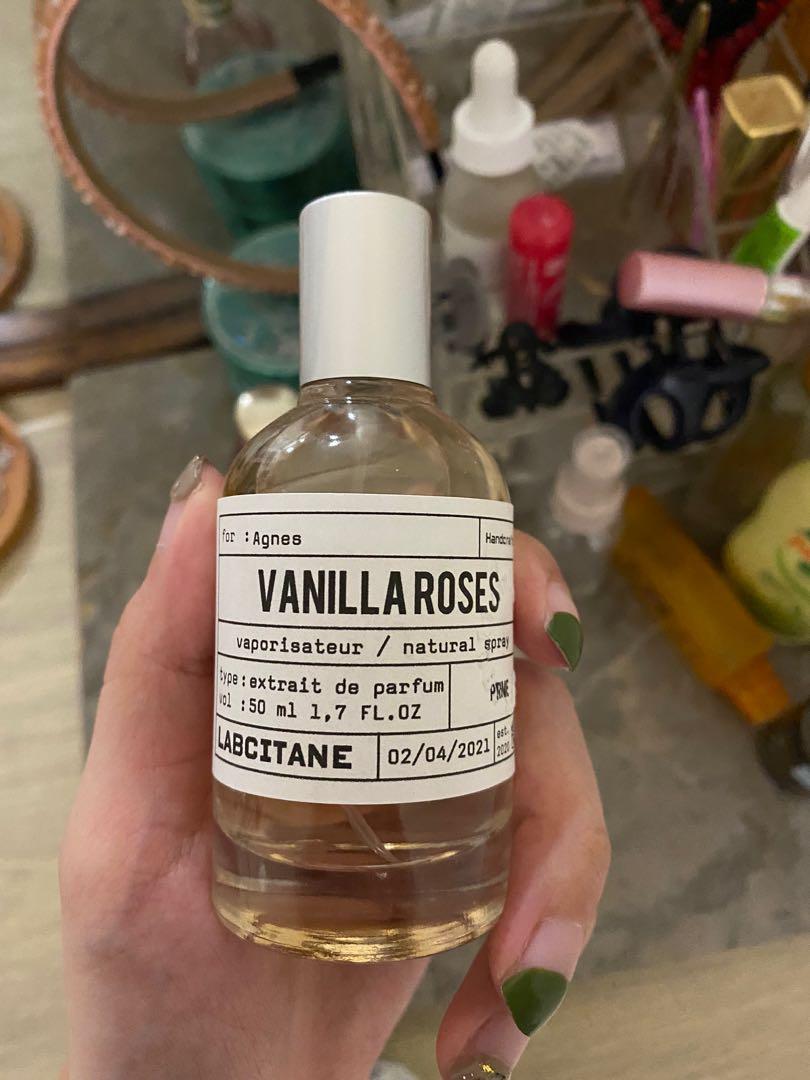 for : Agnes
VANILLA ROSES
vaporisateur / natural spray
type: extrait de parfum
vol : 50 ml 1,7 FL.OZ
LABCITANE
02/04/2021
est.
2020